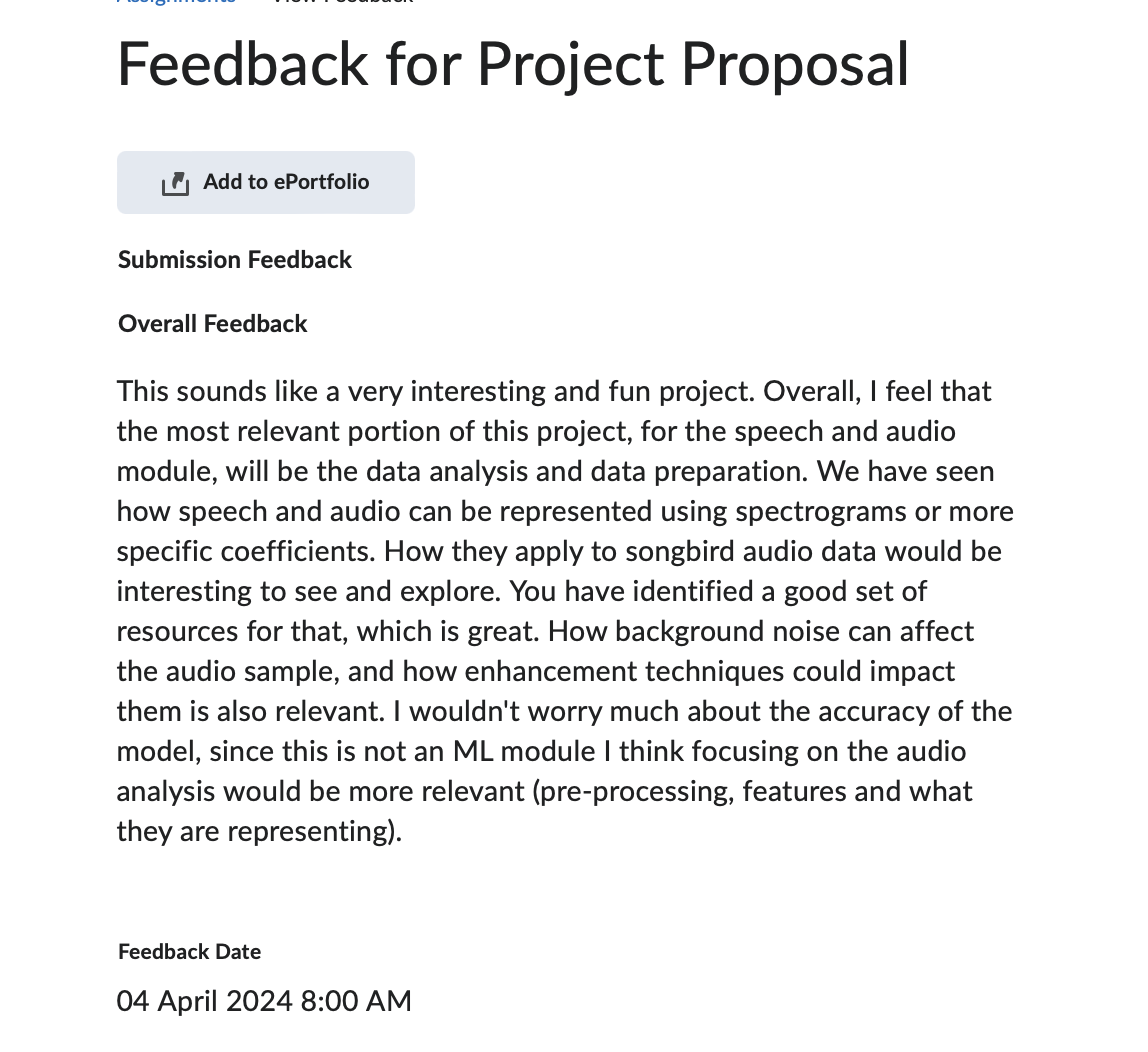 Assignments View Feedback
Feedback for Project Proposal
Add to ePortfolio
Submission Feedback
Overall Feedback
This sounds like a very interesting and fun project. Overall, I feel that
the most relevant portion of this project, for the speech and audio
module, will be the data analysis and data preparation. We have seen
how speech and audio can be represented using spectrograms or more
specific coefficients. How they apply to songbird audio data would be
interesting to see and explore. You have identified a good set of
resources for that, which is great. How background noise can affect
the audio sample, and how enhancement techniques could impact
them is also relevant. I wouldn't worry much about the accuracy of the
model, since this is not an ML module I think focusing on the audio
analysis would be more relevant (pre-processing, features and what
they are representing).
Feedback Date
04 April 2024 8:00 AM